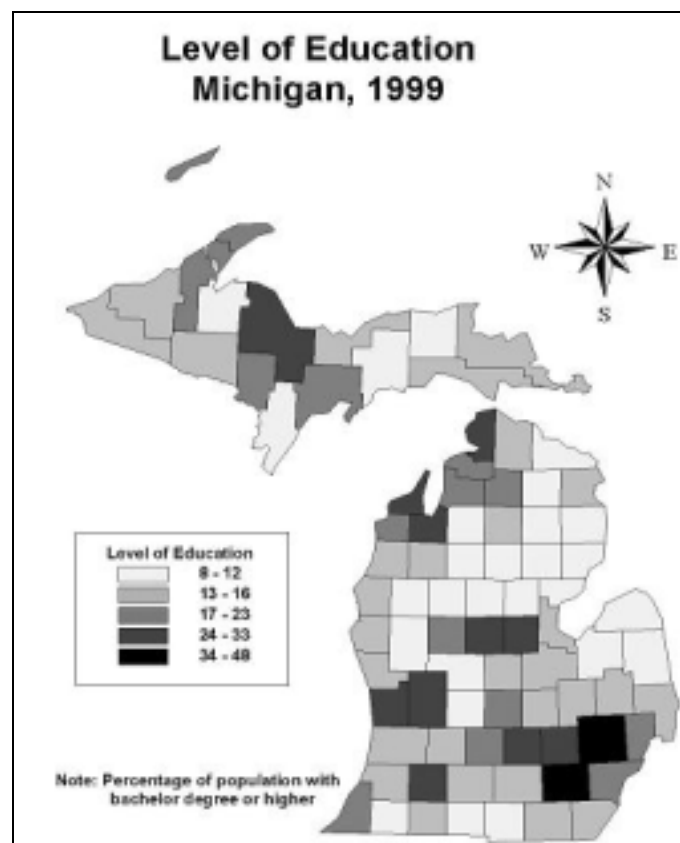 Level of Education
Michigan, 1999
N
W
E
S
Level of Education
8 - 12
13 - 16
17 - 23
24 - 33
34 - 48
Note: Percentage of population with
bachelor degree or higher